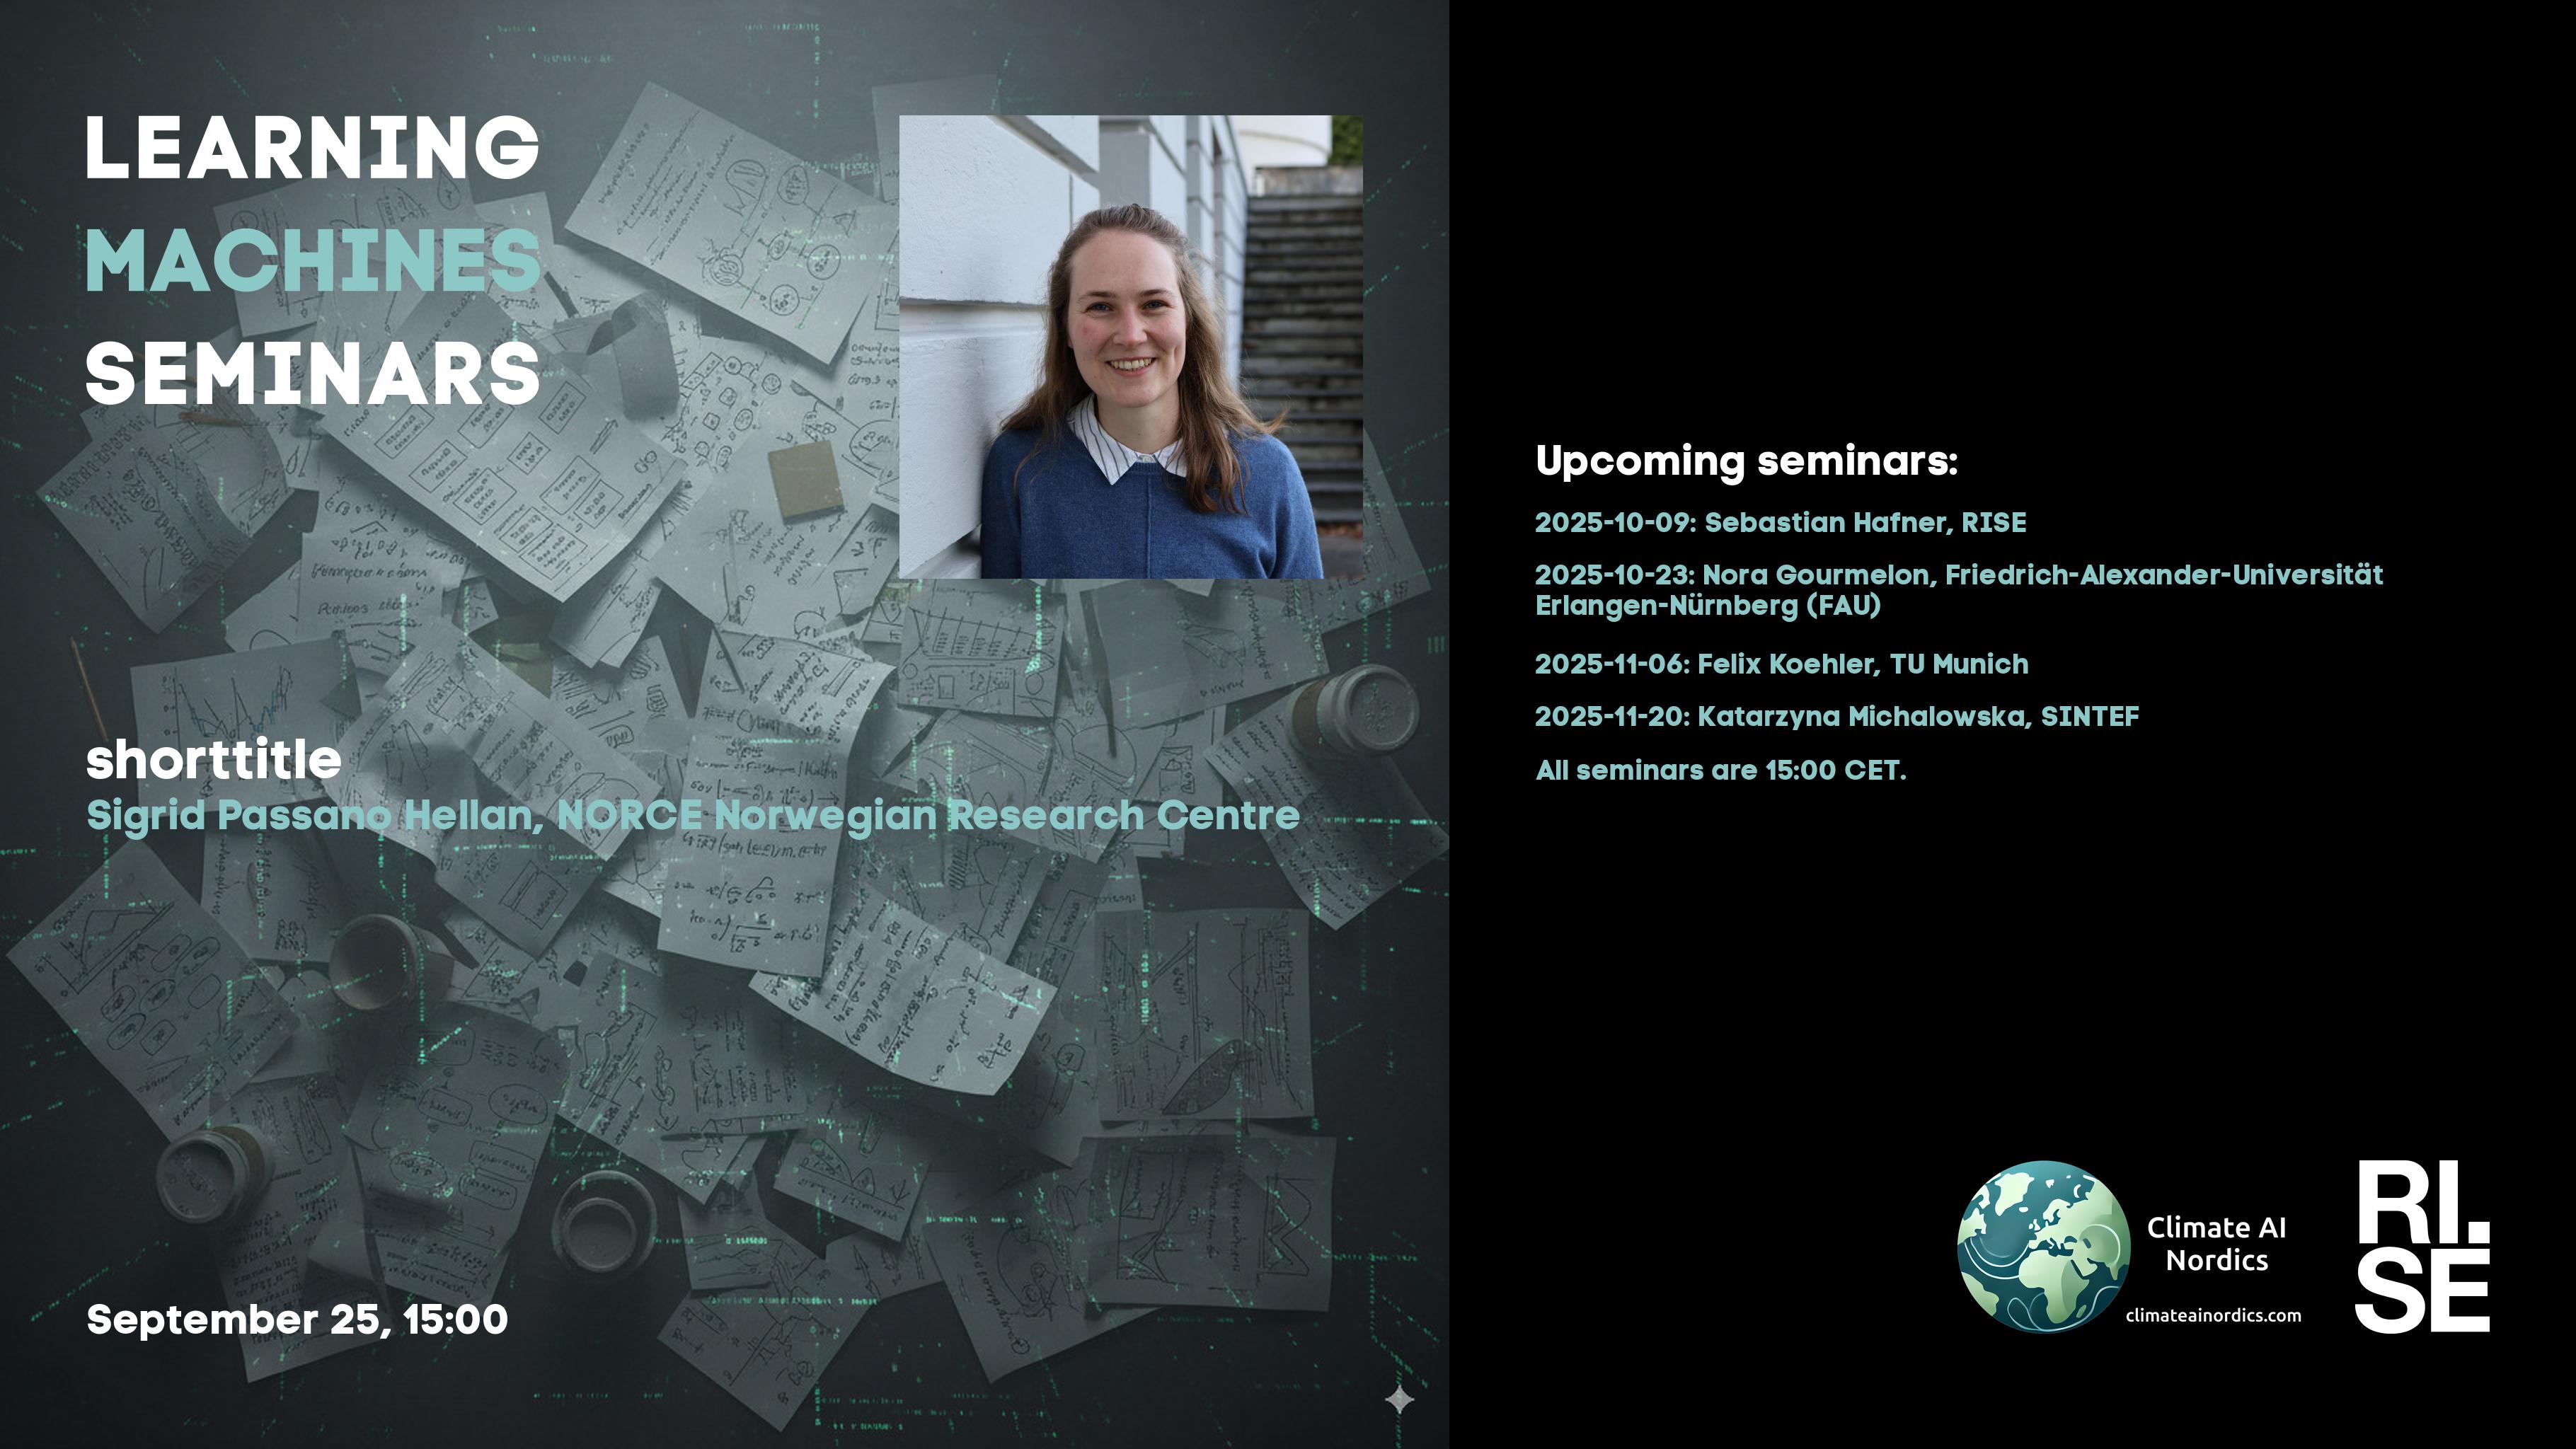 LEARNING
MACHINES
SEMINARS
shorttitle
Sigrid Passano Hellan, NORCE Norwegian Research Centre
September 25, 15:00
Upcoming seminars:
2025-10-09: Sebastian Hafner, RISE
2025-10-23: Nora Gourmelon, Friedrich-Alexander-Universität
Erlangen-Nürnberg (FAU)
2025-11-06: Felix Koehler, TU Munich
2025-11-20: Katarzyna Michalowska, SINTEF
All seminars are 15:00 CET.
Climate AI
Nordics
climateainordics.com
RI.
SE